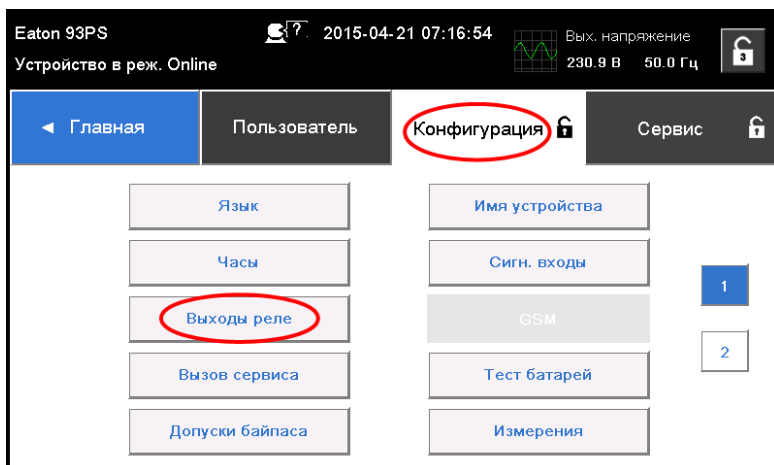 Eaton 93PS
? 2015-04-21 07:16:54
Вых. напряжение
Устройство в реж. Online
230.9 В 50.0 Гц
3
◄ Главная
Пользователь
Конфигурация
Сервис
Язык
Имя устройства
Часы
Сигн. входы
1
Выходы реле
GSM
2
Вызов сервиса
Тест батарей
Допуски байпаса
Измерения